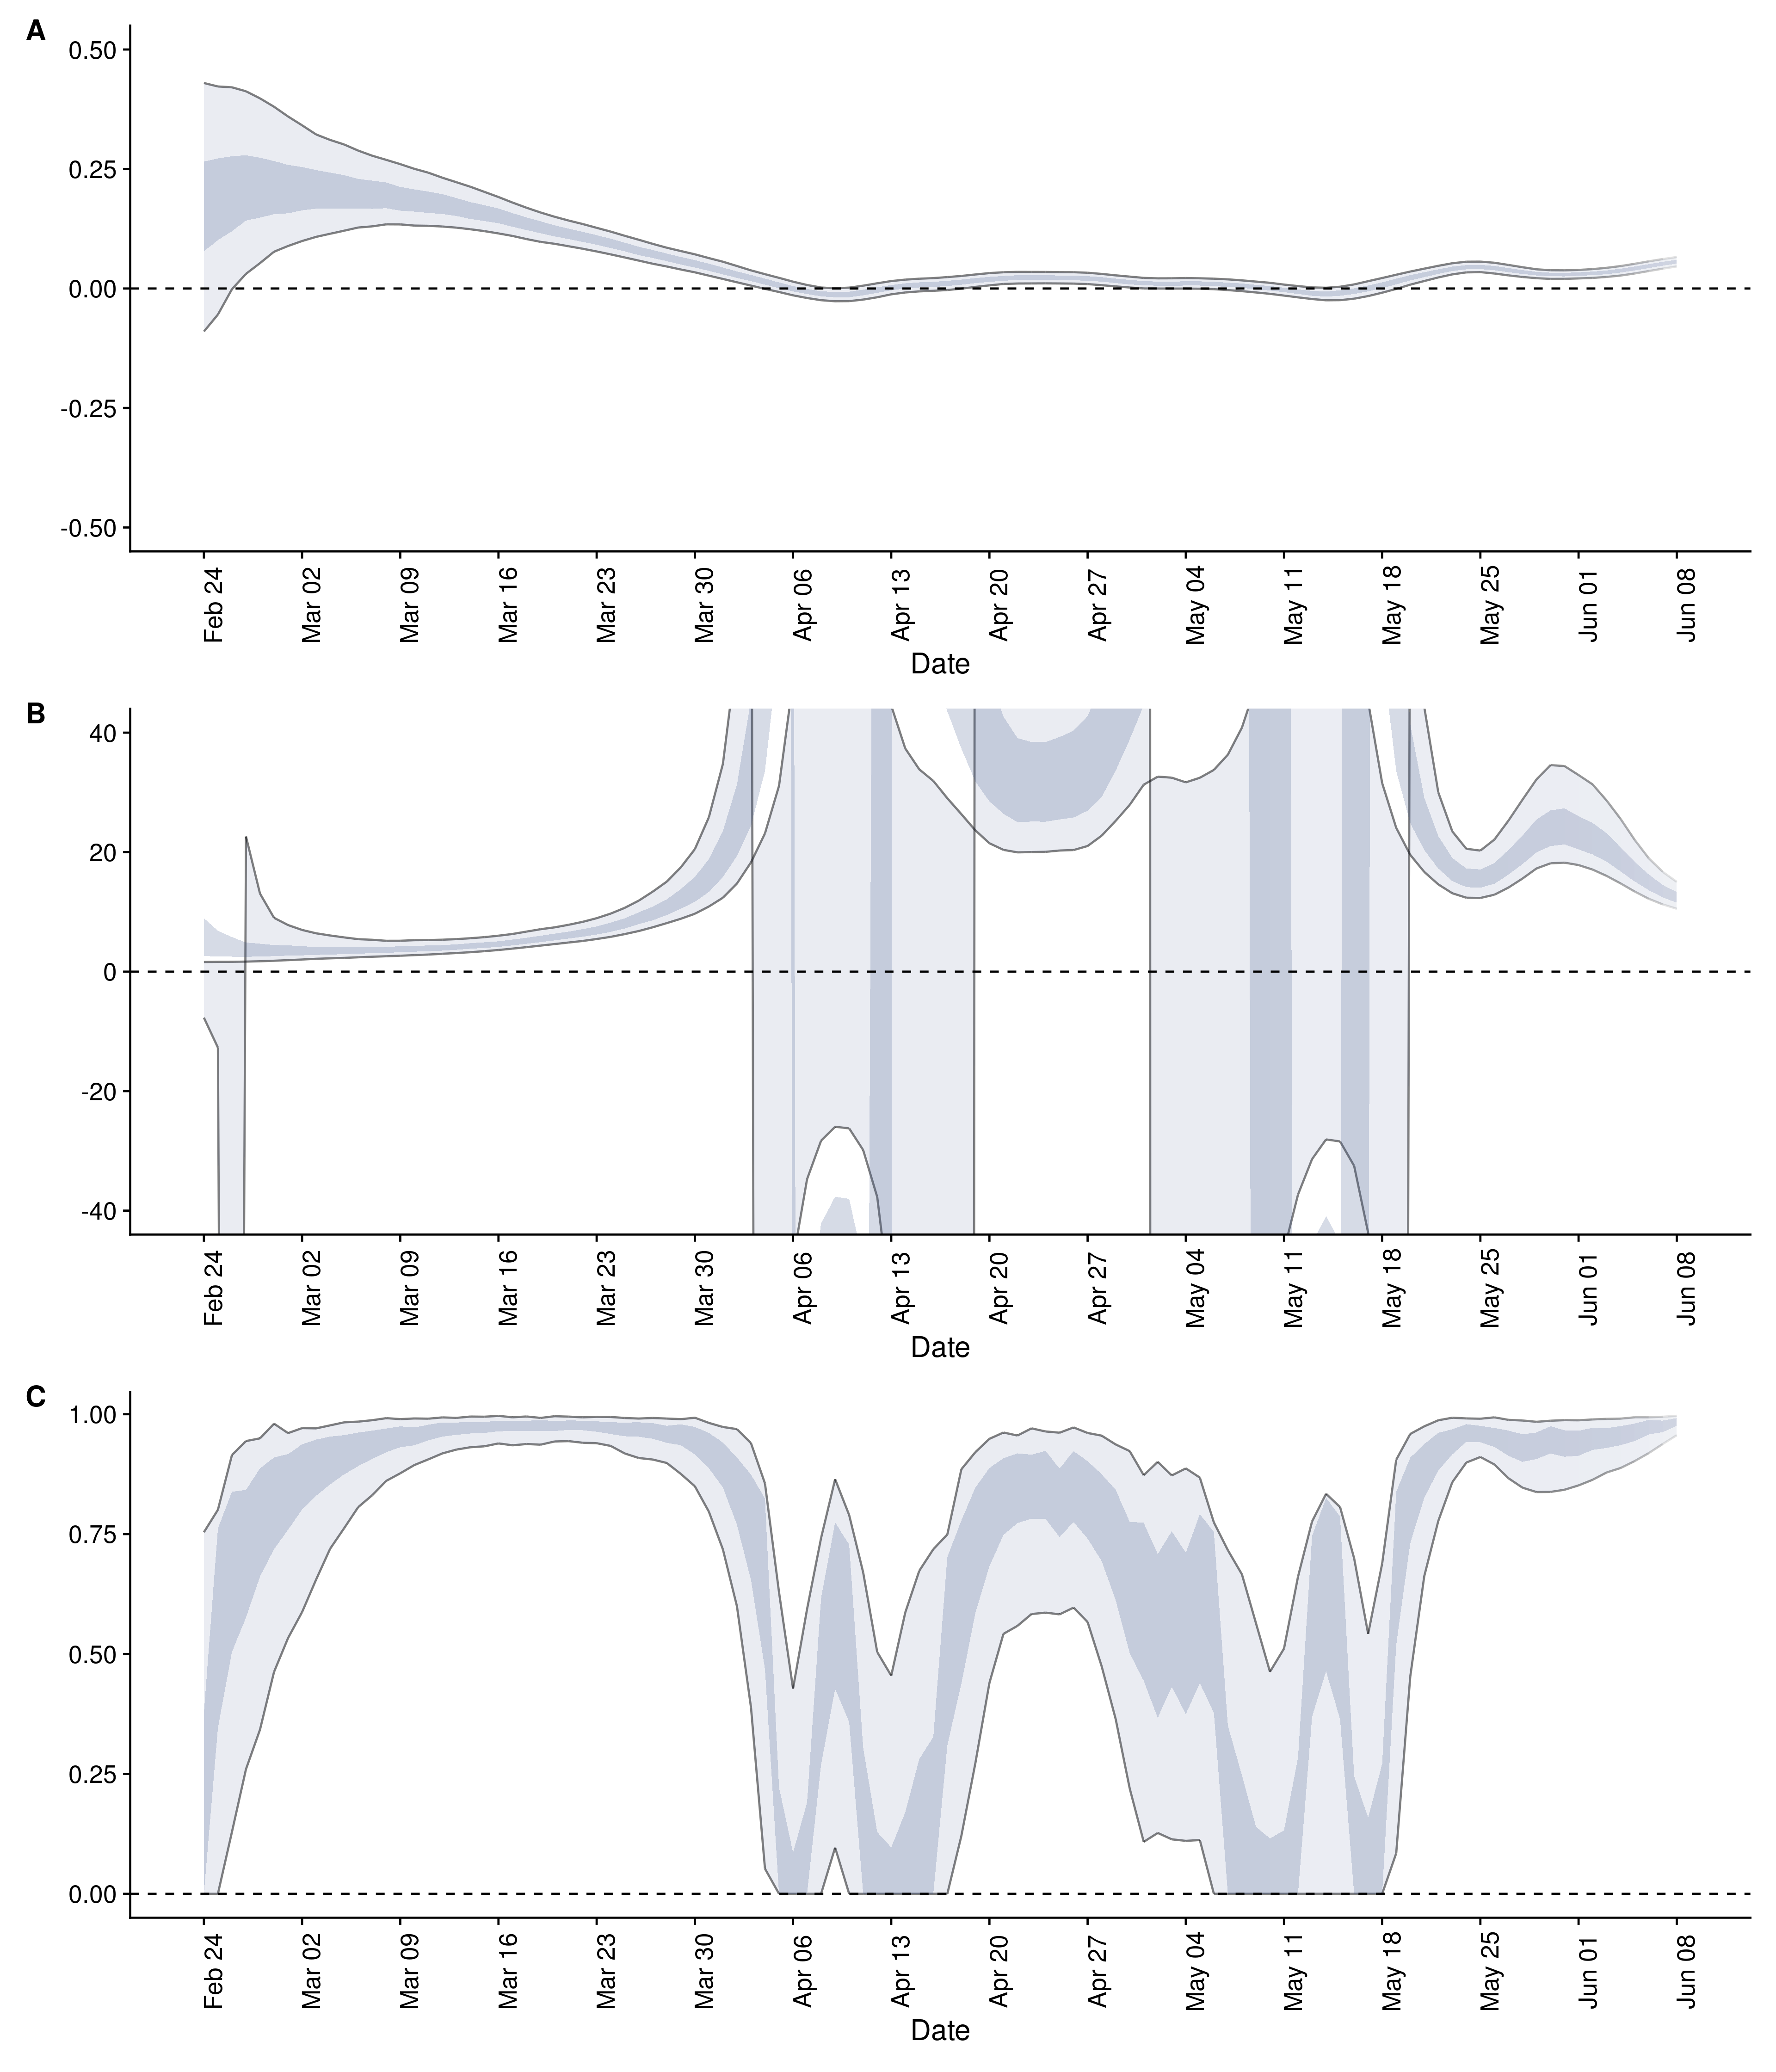 A
0.50
0.25
0.00
-0.25
-0.50
Feb 24
Mar 02
Mar 09
Mar 16
Mar 23
Mar 30
Apr 06
Apr 13
Apr 20
Apr 27
May 04
May 11
May 18
May 25
Jun 01
Jun 08
Date
B
40
20
0
-20
-40
Feb 24
Mar 02
Mar 09
Mar 16
Mar 23
Mar 30
Apr 06
Apr 13
Apr 20
Apr 27
May 04
May 11
May 18
May 25
Jun 01
Jun 08
Date
C
1.00
0.75
0.50
0.25
0.00
Feb 24
Mar 02
Mar 09
Mar 16
Mar 23
Mar 30
Apr 06
Apr 13
Apr 20
Apr 27
May 04
May 11
May 18
May 25
Jun 01
Jun 08
Date